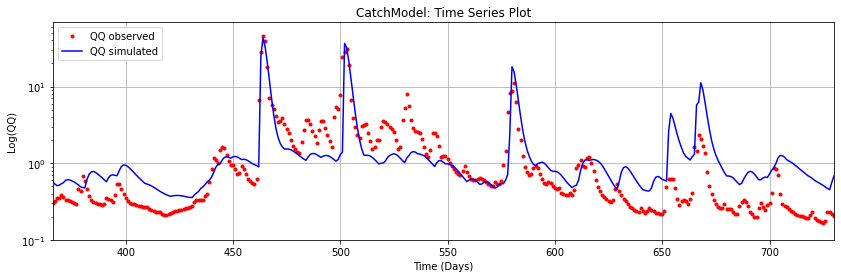 CatchModel: Time Series Plot
QQ observed
QQ simulated
Log(QQ)
10¹
10⁰
10⁻¹
400 450 500 550 600 650 700
Time (Days)